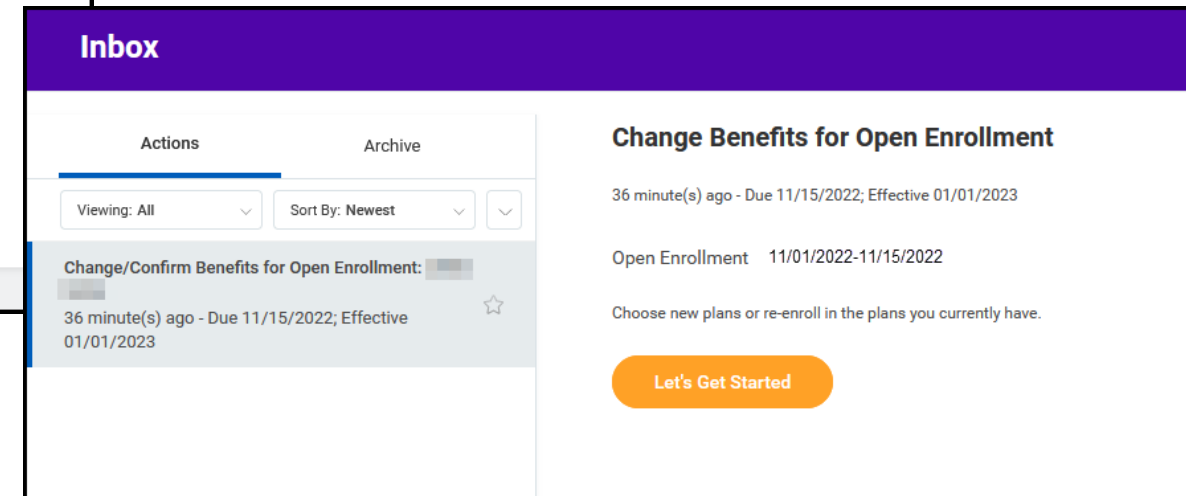 Inbox
Actions
Archive
Viewing: All
Sort By: Newest
Change/Confirm Benefits for Open Enrollment:
36 minute(s) ago - Due 11/15/2022; Effective
01/01/2023
Change Benefits for Open Enrollment
36 minute(s) ago - Due 11/15/2022; Effective 01/01/2023
Open Enrollment 11/01/2022-11/15/2022
Choose new plans or re-enroll in the plans you currently have.
Let's Get Started